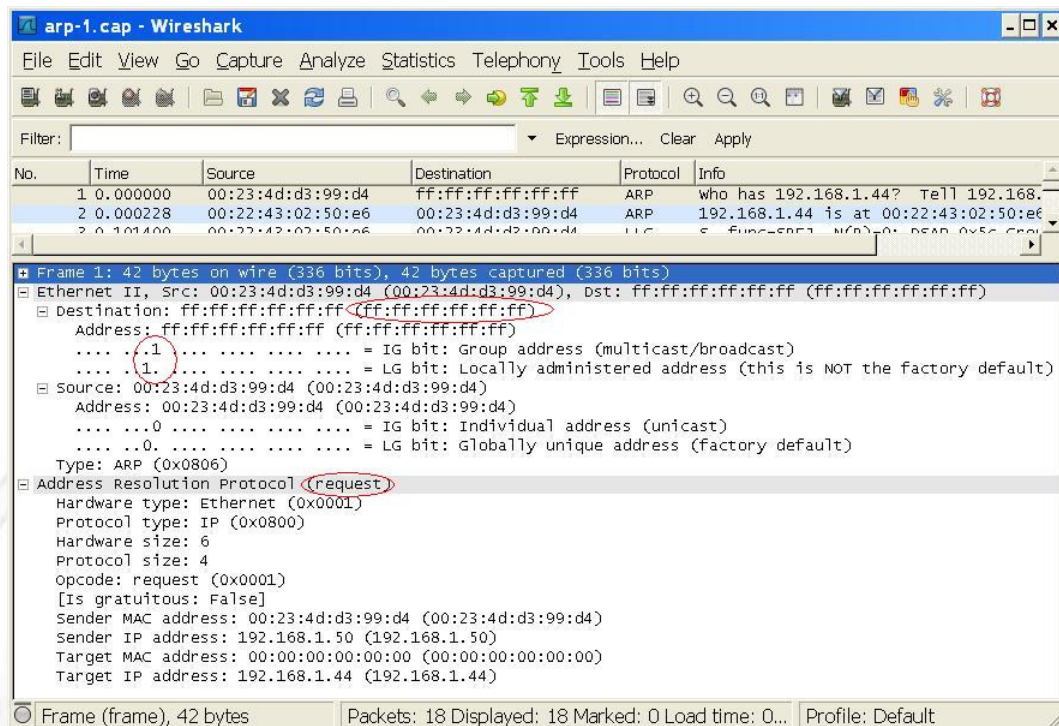 arp-1.cap - Wireshark
File Edit View Go Capture Analyze Statistics Telephony Tools Help
Filter: Expression... Clear Apply
No. Time Source Destination Protocol Info
1 0.000000 00:23:4d:d3:99:d4 ff:ff:ff:ff:ff:ff ARP who has 192.168.1.44? Tell 192.168.
2 0.000228 00:22:43:02:50:e6 00:23:4d:d3:99:d4 ARP 192.168.1.44 is at 00:22:43:02:50:e6
Frame 1: 42 bytes on wire (336 bits), 42 bytes captured (336 bits)
Ethernet II, Src: 00:23:4d:d3:99:d4 (00:23:4d:d3:99:d4), Dst: ff:ff:ff:ff:ff:ff (ff:ff:ff:ff:ff:ff)
Destination: ff:ff:ff:ff:ff:ff (ff:ff:ff:ff:ff:ff)
Address: ff:ff:ff:ff:ff:ff (ff:ff:ff:ff:ff:ff)
.... ...1 .... .... .... .... = IG bit: Group address (multicast/broadcast)
.... ..1. .... .... .... .... = LG bit: Locally administered address (this is NOT the factory default)
Source: 00:23:4d:d3:99:d4 (00:23:4d:d3:99:d4)
Address: 00:23:4d:d3:99:d4 (00:23:4d:d3:99:d4)
.... ...0 .... .... .... .... = IG bit: Individual address (unicast)
.... ..0. .... .... .... .... = LG bit: Globally unique address (factory default)
Type: ARP (0x0806)
Address Resolution Protocol (request)
Hardware type: Ethernet (0x0001)
Protocol type: IP (0x0800)
Hardware size: 6
Protocol size: 4
Opcode: request (0x0001)
[Is gratuitous: False]
Sender MAC address: 00:23:4d:d3:99:d4 (00:23:4d:d3:99:d4)
Sender IP address: 192.168.1.50 (192.168.1.50)
Target MAC address: 00:00:00:00:00:00 (00:00:00:00:00:00)
Target IP address: 192.168.1.44 (192.168.1.44)
Frame (frame), 42 bytes Packets: 18 Displayed: 18 Marked: 0 Load time: 0... Profile: Default